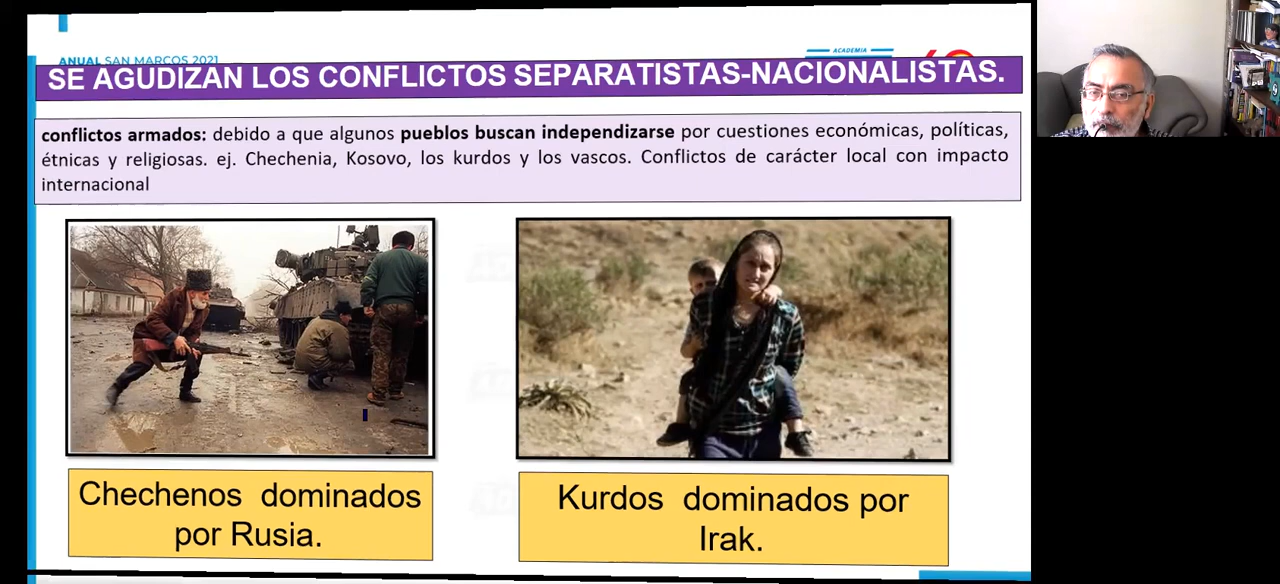 ANUAL SAN MARCOS 2021
ACADEMIA
SE AGUDIZAN LOS CONFLICTOS SEPARATISTAS-NACIONALISTAS.
conflictos armados: debido a que algunos pueblos buscan independizarse por cuestiones económicas, políticas,
étnicas y religiosas. ej. Chechenia, Kosovo, los kurdos y los vascos. Conflictos de carácter local con impacto
internacional
Chechenos dominados
por Rusia.
Kurdos dominados por
Irak.